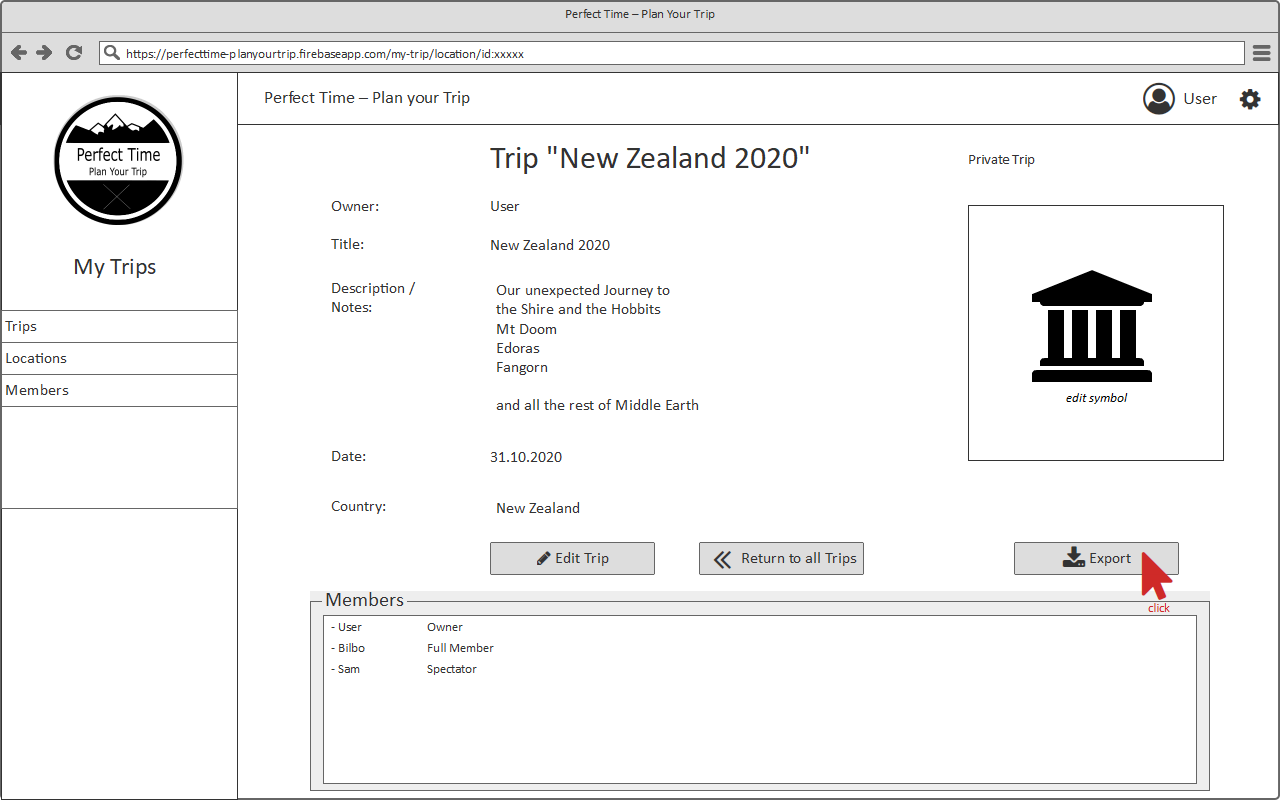 Perfect Time – Plan Your Trip
https://perfecttime-planyourtrip.firebaseapp.com/my-trip/location/id:xxxxx
Perfect Time – Plan your Trip
User
Perfect Time
Plan Your Trip
My Trips
Trips
Locations
Members
Trip "New Zealand 2020"
Private Trip
Owner: User
Title: New Zealand 2020
Description /
Notes:
Our unexpected Journey to
the Shire and the Hobbits
Mt Doom
Edoras
Fangorn
and all the rest of Middle Earth
edit symbol
Date: 31.10.2020
Country: New Zealand
Edit Trip
Return to all Trips
Export
click
Members
- User Owner
- Bilbo Full Member
- Sam Spectator